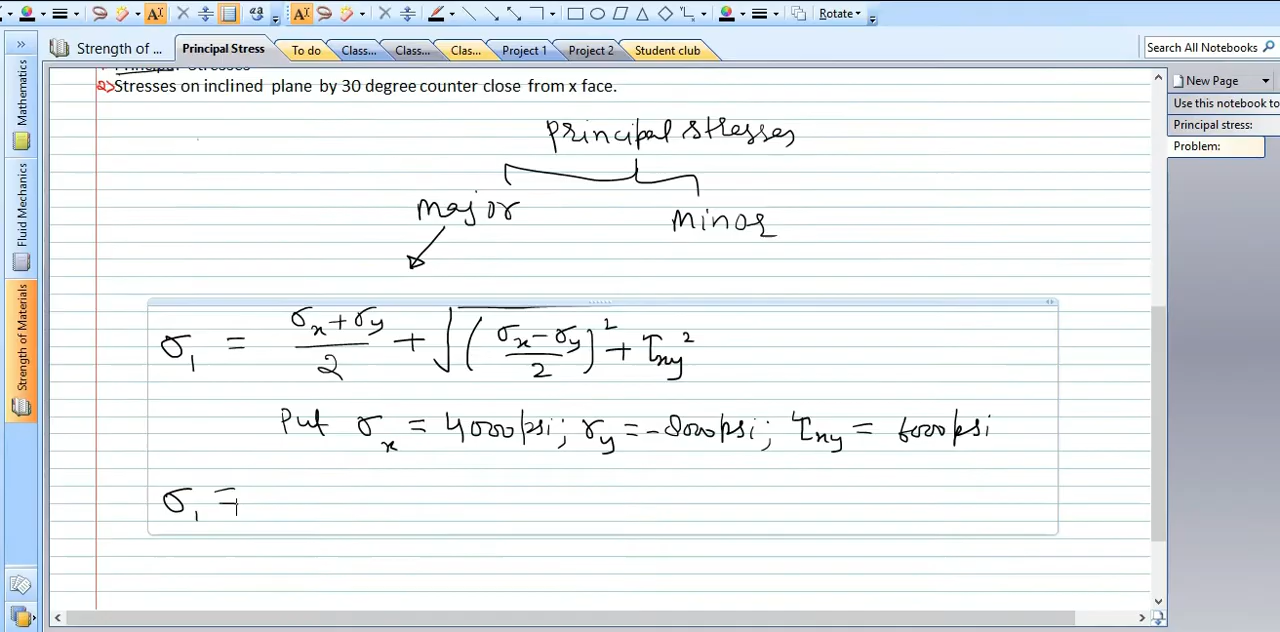 Rotate
Strength of ...
Principal Stress
To do
Class...
Class...
Clas...
Project 1
Project 2
Student club
Search All Notebooks
Mathematics
Fluid Mechanics
Strength of Materials
New Page
Use this notebook to
Principal stress:
Problem:
2>Stresses on inclined plane by 30 degree counter close from x face.
Principal stresses
Major
Minor
σ₁ = (σx + σy)/2 + √((σx − σy)/2)² + τxy²
Put σx = 4000psi; σy = -8000psi; τxy = 6000psi
σ₁ =